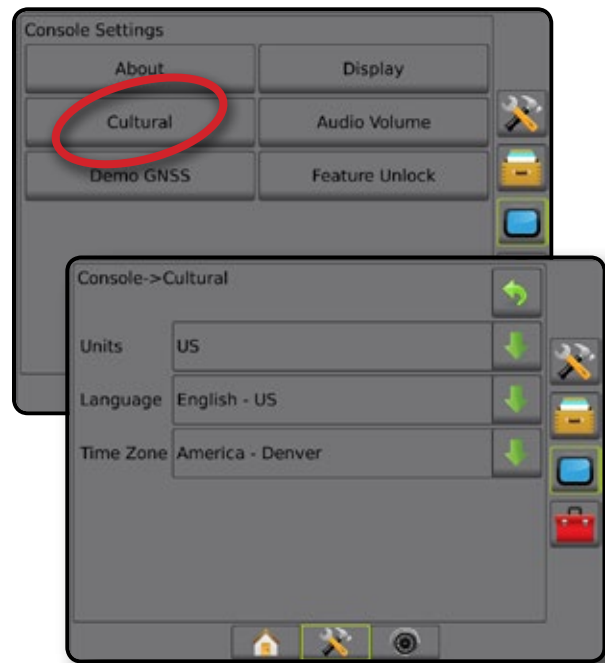 Console Settings
About Display
Cultural Audio Volume
Demo GNSS Feature Unlock
Console->Cultural
Units US
Language English - US
Time Zone America - Denver